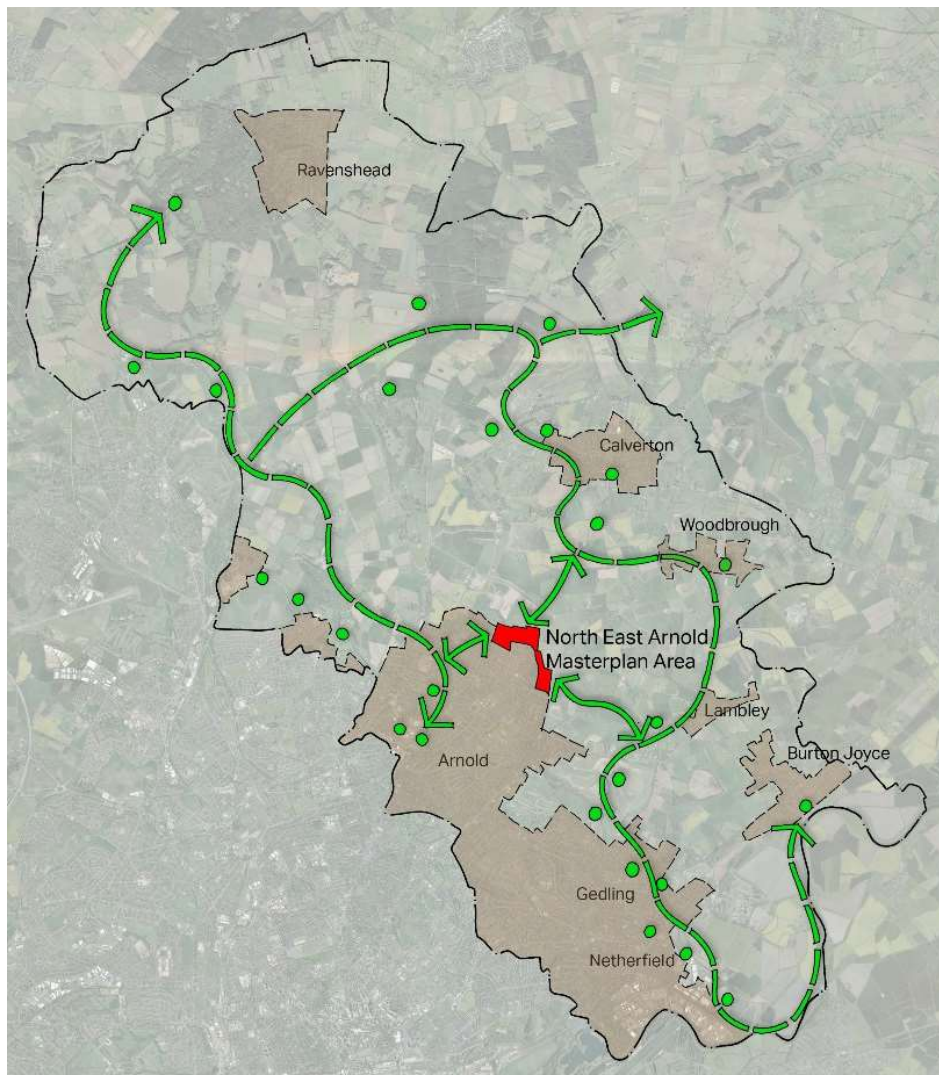 Ravenshead
Calverton
Woodbrough
North East Arnold
Masterplan Area
Lambley
Burton Joyce
Arnold
Gedling
Netherfield